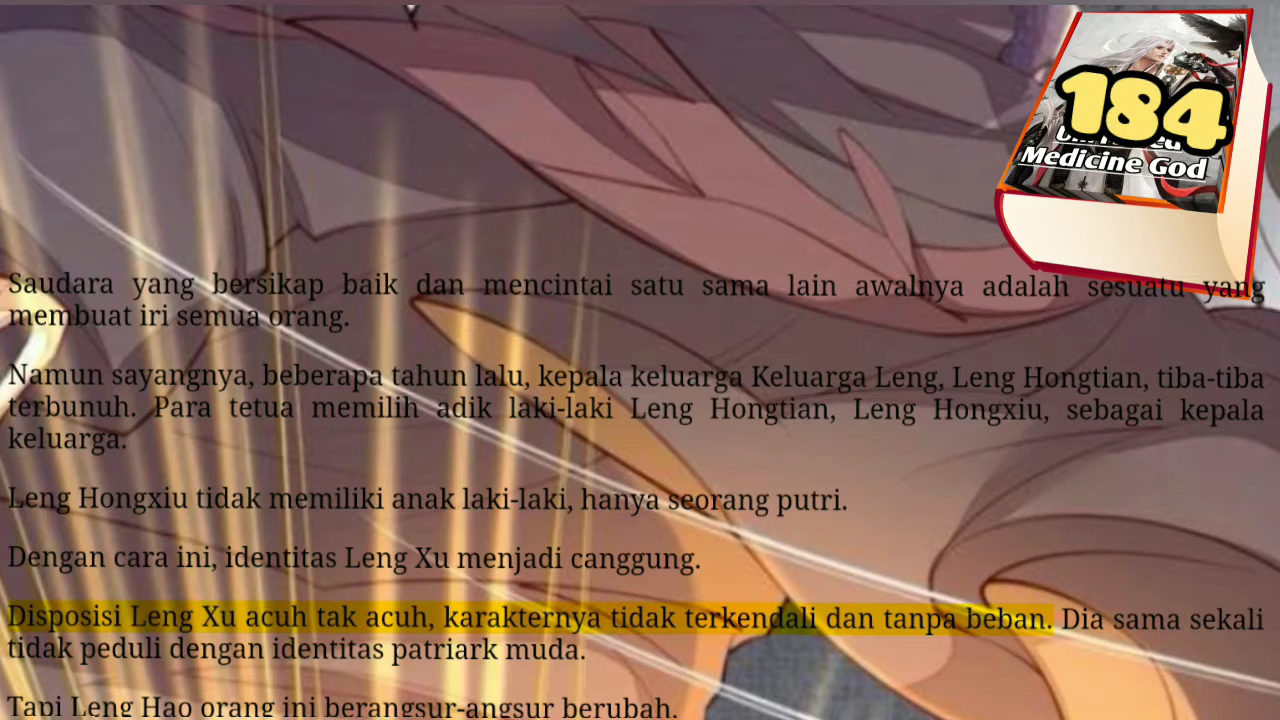 184
Medicine God
Saudara yang bersikap baik dan mencintai satu sama lain awalnya adalah sesuatu yang
membuat iri semua orang.
Namun sayangnya, beberapa tahun lalu, kepala keluarga Keluarga Leng, Leng Hongtian, tiba-tiba
terbunuh. Para tetua memilih adik laki-laki Leng Hongtian, Leng Hongxiu, sebagai kepala
keluarga.
Leng Hongxiu tidak memiliki anak laki-laki, hanya seorang putri.
Dengan cara ini, identitas Leng Xu menjadi canggung.
Disposisi Leng Xu acuh tak acuh, karakternya tidak terkendali dan tanpa beban. Dia sama sekali
tidak peduli dengan identitas patriark muda.
Tapi Leng Hao orang ini berangsur-angsur berubah.